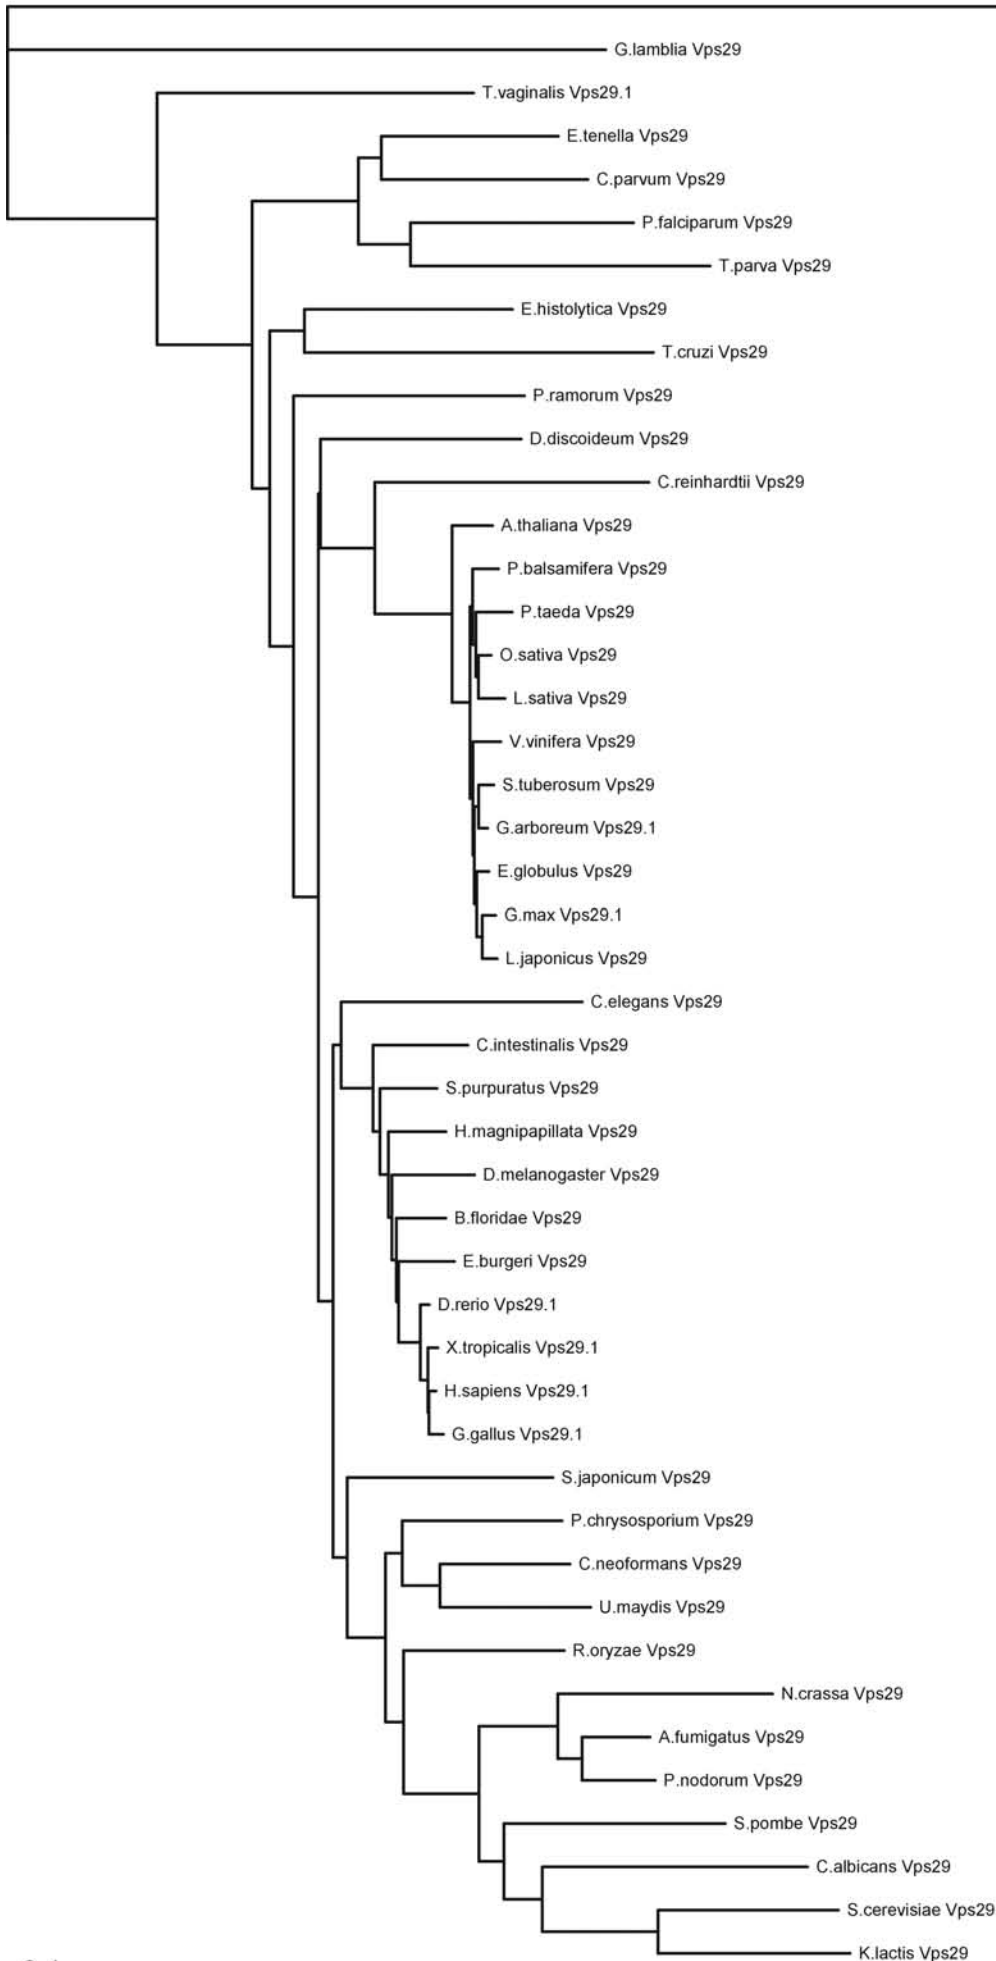 G.lamblia Vps29
T.vaginalis Vps29.1
E.tenella Vps29
C.parvum Vps29
P.falciparum Vps29
T.parva Vps29
E.histolytica Vps29
T.cruzi Vps29
P.ramorum Vps29
D.discoideum Vps29
C.reinhardtii Vps29
A.thaliana Vps29
P.balsamifera Vps29
P.taeda Vps29
O.sativa Vps29
L.sativa Vps29
V.vinifera Vps29
S.tuberosum Vps29
G.arboreum Vps29.1
E.globulus Vps29
G.max Vps29.1
L.japonicus Vps29
C.elegans Vps29
C.intestinalis Vps29
S.purpuratus Vps29
H.magnipapillata Vps29
D.melanogaster Vps29
B.floridae Vps29
E.burgeri Vps29
D.rerio Vps29.1
X.tropicalis Vps29.1
H.sapiens Vps29.1
G.gallus Vps29.1
S.japonicum Vps29
P.chrysosporium Vps29
C.neoformans Vps29
U.maydis Vps29
R.oryzae Vps29
N.crassa Vps29
A.fumigatus Vps29
P.nodorum Vps29
S.pombe Vps29
C.albicans Vps29
S.cerevisiae Vps29
K.lactis Vps29